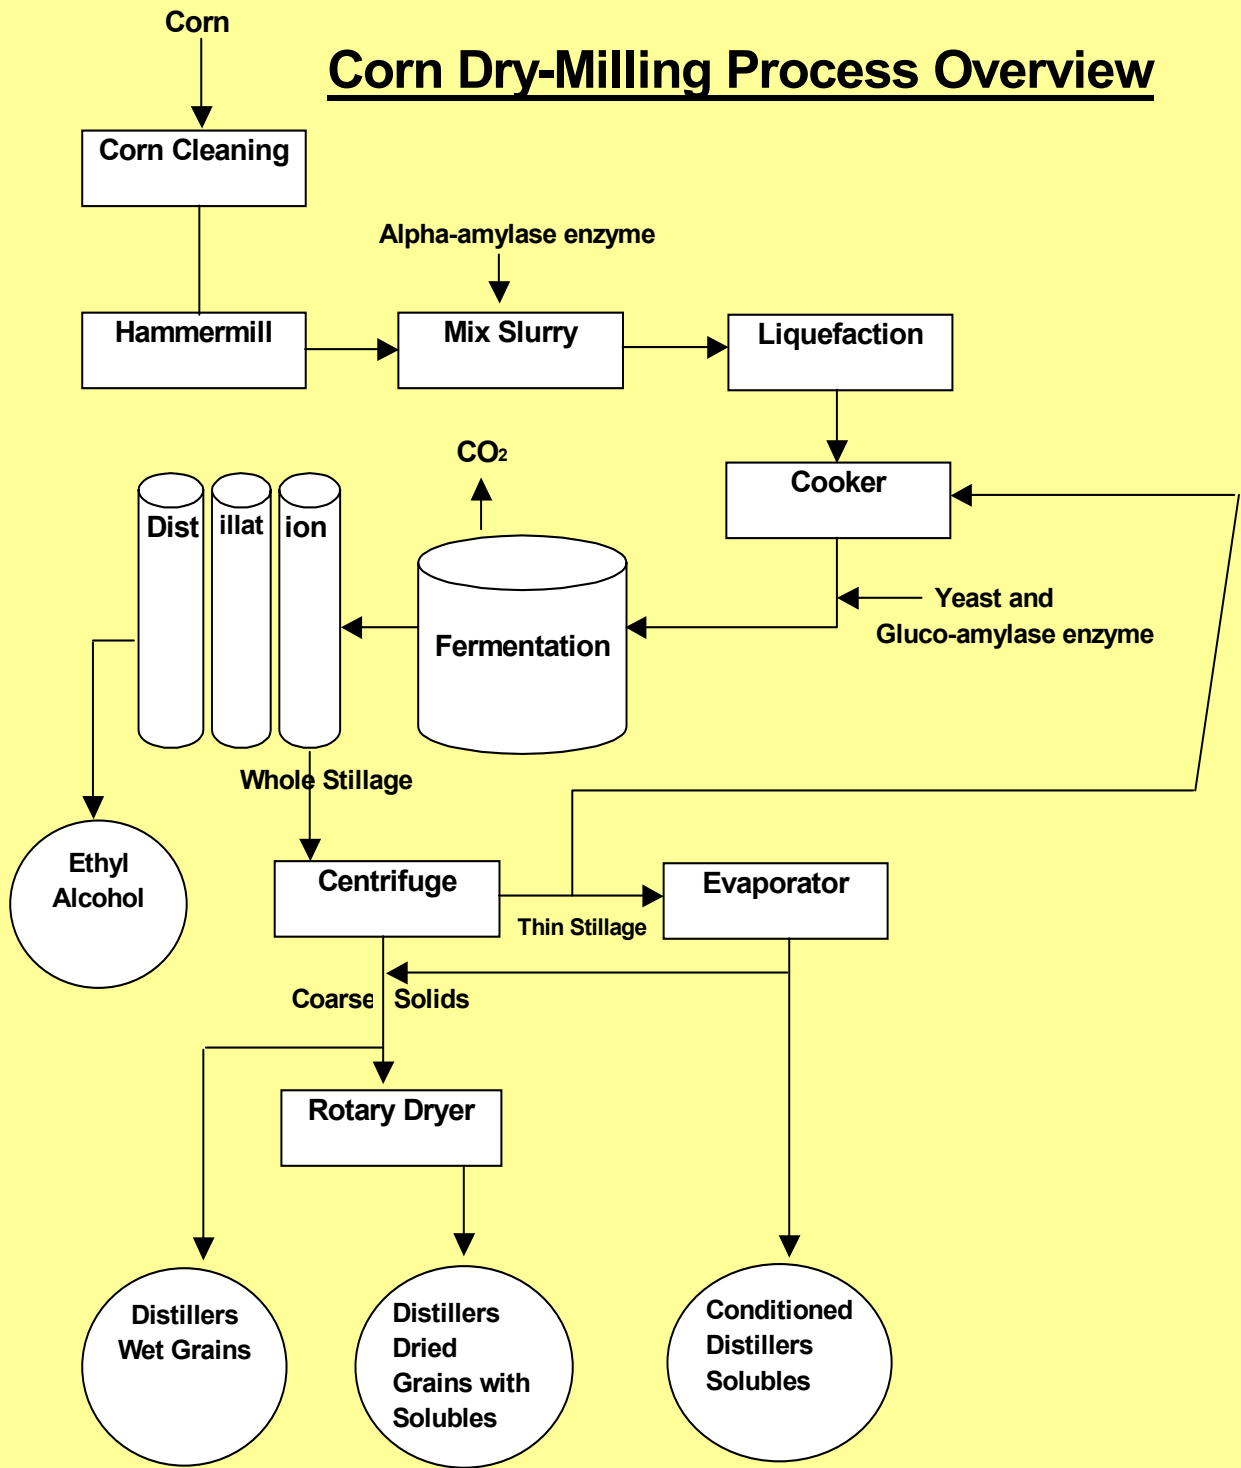 Corn
Corn Dry-Milling Process Overview
Corn Cleaning
Alpha-amylase enzyme
Hammermill
Mix Slurry
Liquefaction
CO2
Cooker
Dist illat ion
Yeast and
Gluco-amylase enzyme
Fermentation
Whole Stillage
Ethyl
Alcohol
Centrifuge
Evaporator
Thin Stillage
Coarse Solids
Rotary Dryer
Distillers
Wet Grains
Distillers
Dried
Grains with
Solubles
Conditioned
Distillers
Solubles